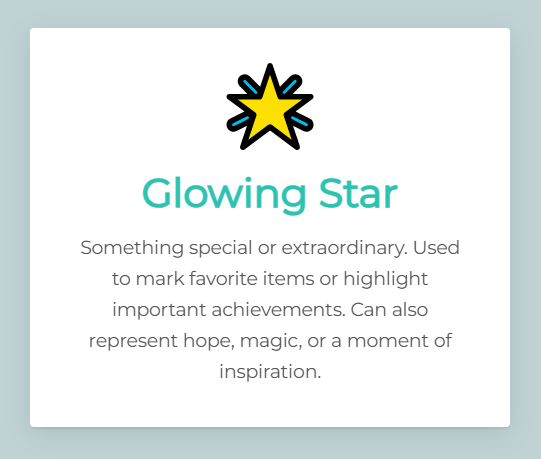 Glowing Star
Something special or extraordinary. Used
to mark favorite items or highlight
important achievements. Can also
represent hope, magic, or a moment of
inspiration.